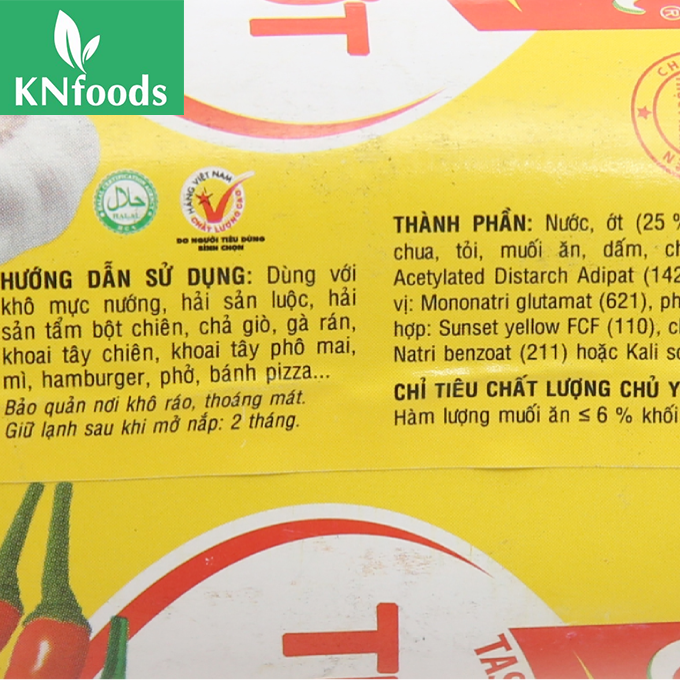 KNfoods
ỚT
®
HALAL
HÀNG VIỆT NAM
CHẤT LƯỢNG CAO
DO NGƯỜI TIÊU DÙNG
BÌNH CHỌN
HƯỚNG DẪN SỬ DỤNG: Dùng với
khô mực nướng, hải sản luộc, hải
sản tẩm bột chiên, chả giò, gà rán,
khoai tây chiên, khoai tây phô mai,
mì, hamburger, phở, bánh pizza...
Bảo quản nơi khô ráo, thoáng mát.
Giữ lạnh sau khi mở nắp: 2 tháng.
THÀNH PHẦN: Nước, ớt (25 %
chua, tỏi, muối ăn, dấm, ch
Acetylated Distarch Adipat (142
vị: Mononatri glutamat (621), ph
hợp: Sunset yellow FCF (110), c
Natri benzoat (211) hoặc Kali so
CHỈ TIÊU CHẤT LƯỢNG CHỦ Y
Hàm lượng muối ăn ≤ 6 % khối
TAS